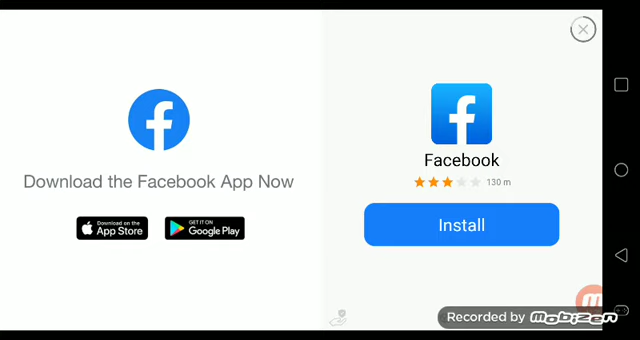 Download the Facebook App Now
Download on the
App Store
GET IT ON
Google Play
Facebook
130 m
Install
Recorded by Mobizen